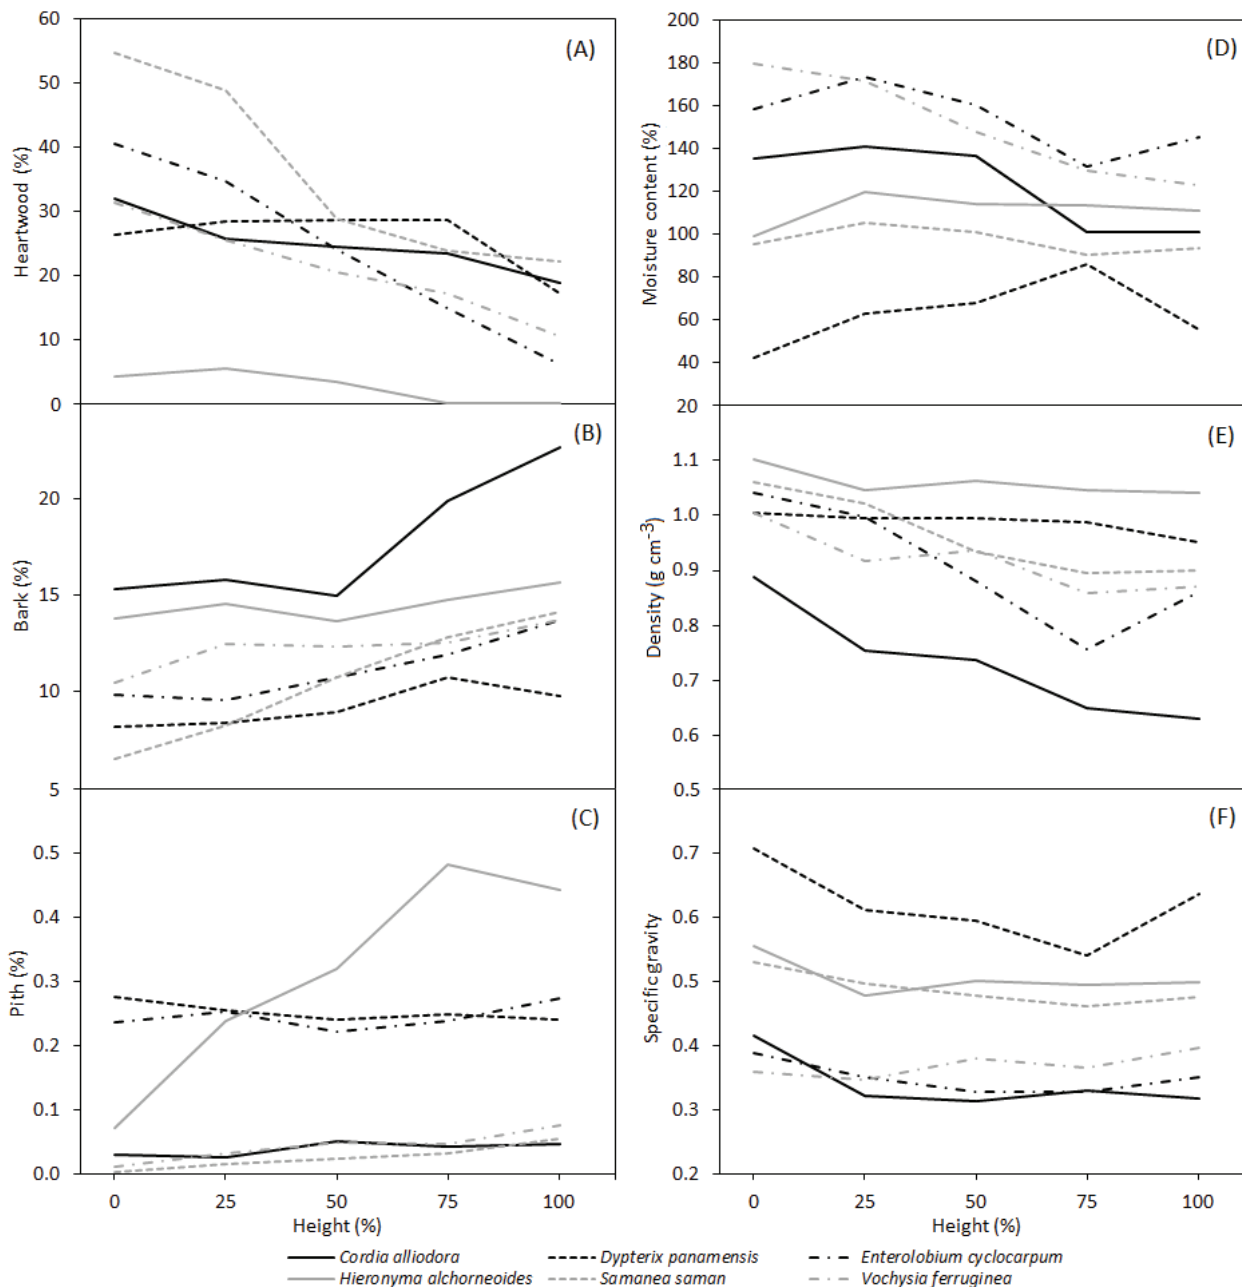 60
50
40
30
20
10
0
Heartwood (%)
(A)
20
15
10
5
Bark (%)
(B)
0.5
0.4
0.3
0.2
0.1
0.0
Pith (%)
(C)
0 25 50 75 100
Height (%)
200
180
160
140
120
100
80
60
40
20
Moisture content (%)
(D)
1.1
1.0
0.9
0.8
0.7
0.6
0.5
Density (g cm-3)
(E)
0.7
0.6
0.5
0.4
0.3
0.2
Specificgravity
(F)
0 25 50 75 100
Height (%)
Cordia alliodora Dypterix panamensis Enterolobium cyclocarpum
Hieronyma alchorneoides Samanea saman Vochysia ferruginea